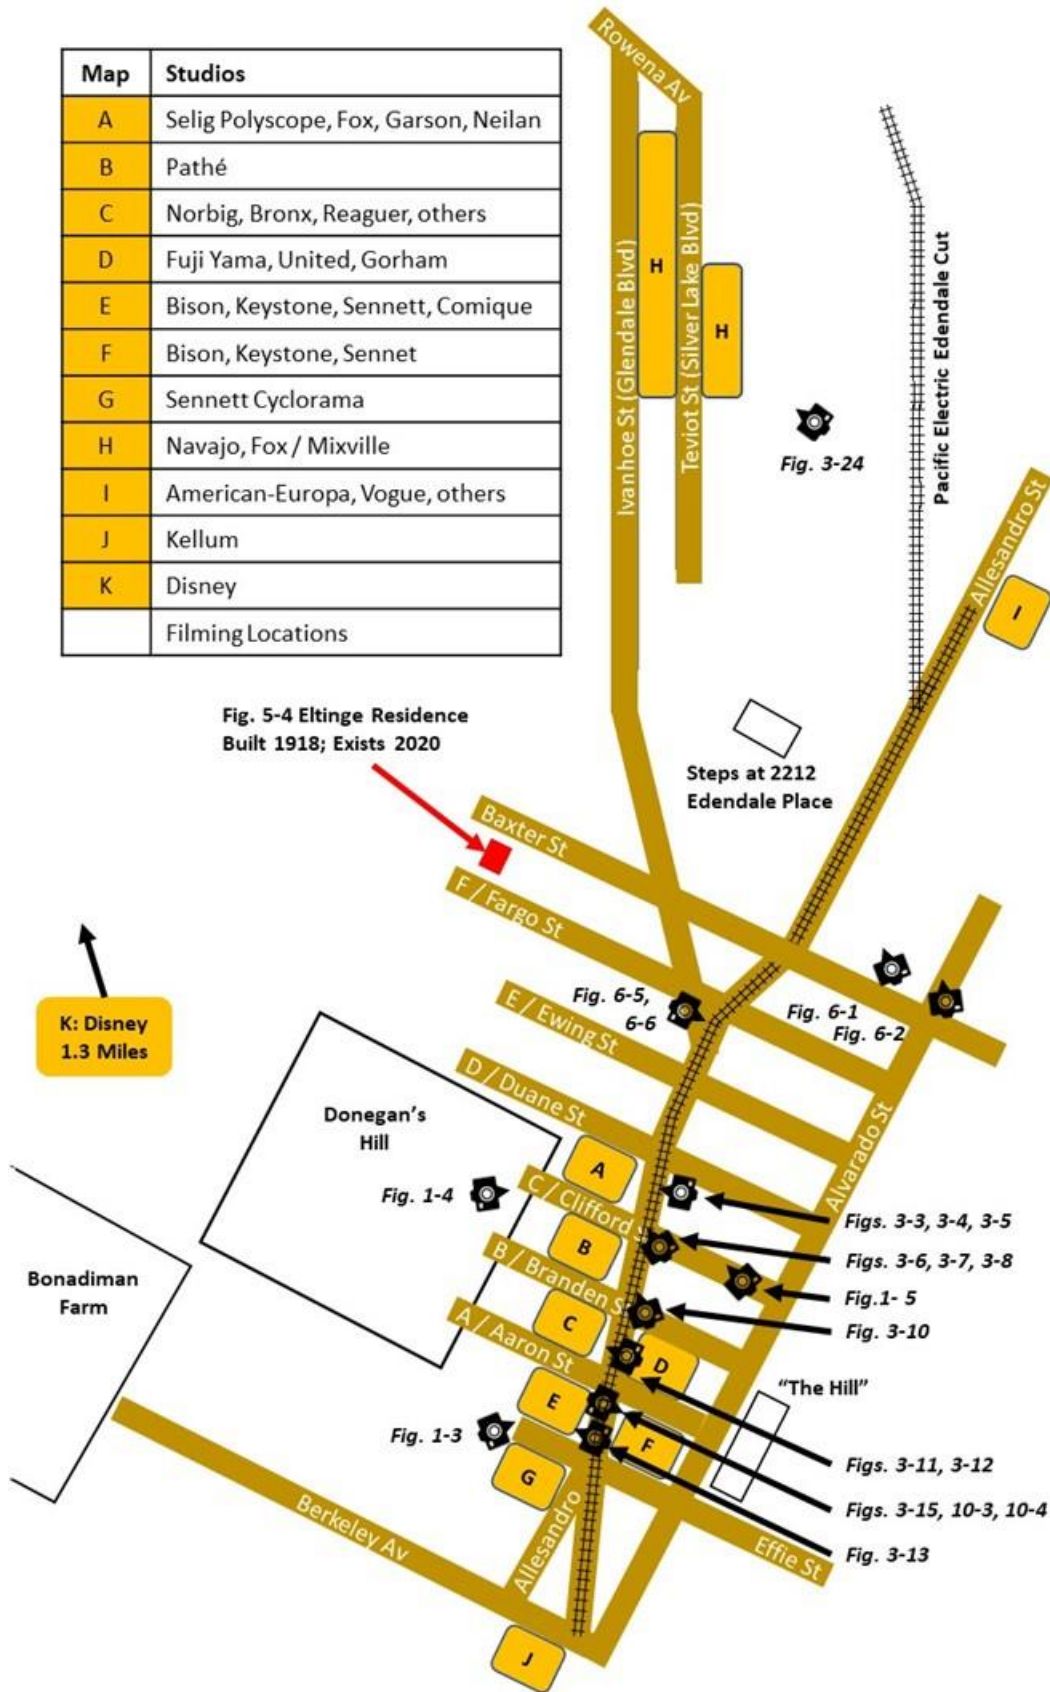 Map Studios
A Selig Polyscope, Fox, Garson, Neilan
B Pathé
C Norbig, Bronx, Reaguer, others
D Fuji Yama, United, Gorham
E Bison, Keystone, Sennett, Comique
F Bison, Keystone, Sennet
G Sennett Cyclorama
H Navajo, Fox / Mixville
I American-Europa, Vogue, others
J Kellum
K Disney
Filming Locations
Rowena Av
Ivanhoe St (Glendale Blvd)
H
Teviot St (Silver Lake Blvd)
H
Fig. 3-24
Pacific Electric Edendale Cut
Allesandro St
I
Fig. 5-4 Eltinge Residence
Built 1918; Exists 2020
Steps at 2212
Edendale Place
Baxter St
F / Fargo St
E / Ewing St
D / Duane St
C / Clifford S
B / Branden S
A / Aaron St
Fig. 6-5,
6-6
Fig. 6-1
Fig. 6-2
Alvarado St
K: Disney
1.3 Miles
Donegan's
Hill
Fig. 1-4
Bonadiman
Farm
A
B
C
D
E
F
G
Figs. 3-3, 3-4, 3-5
Figs. 3-6, 3-7, 3-8
Fig.1- 5
Fig. 3-10
"The Hill"
Fig. 1-3
Figs. 3-11, 3-12
Figs. 3-15, 10-3, 10-4
Fig. 3-13
Berkeley Av
Allesandro
Effie St
J